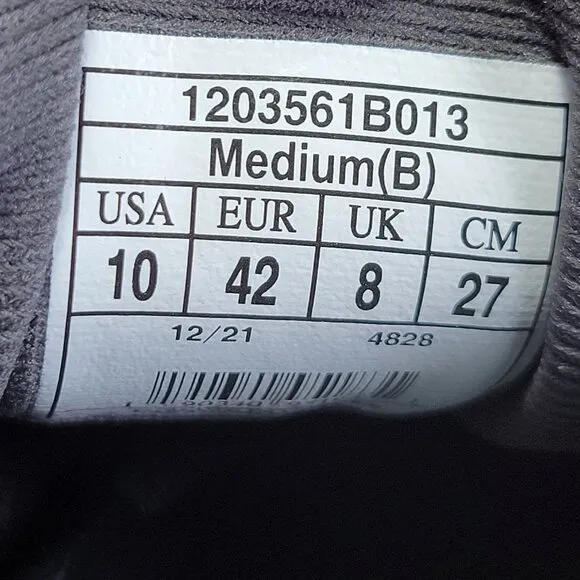 1203561B013
Medium(B)
USA EUR UK CM
10 42 8 27
12/21 4828